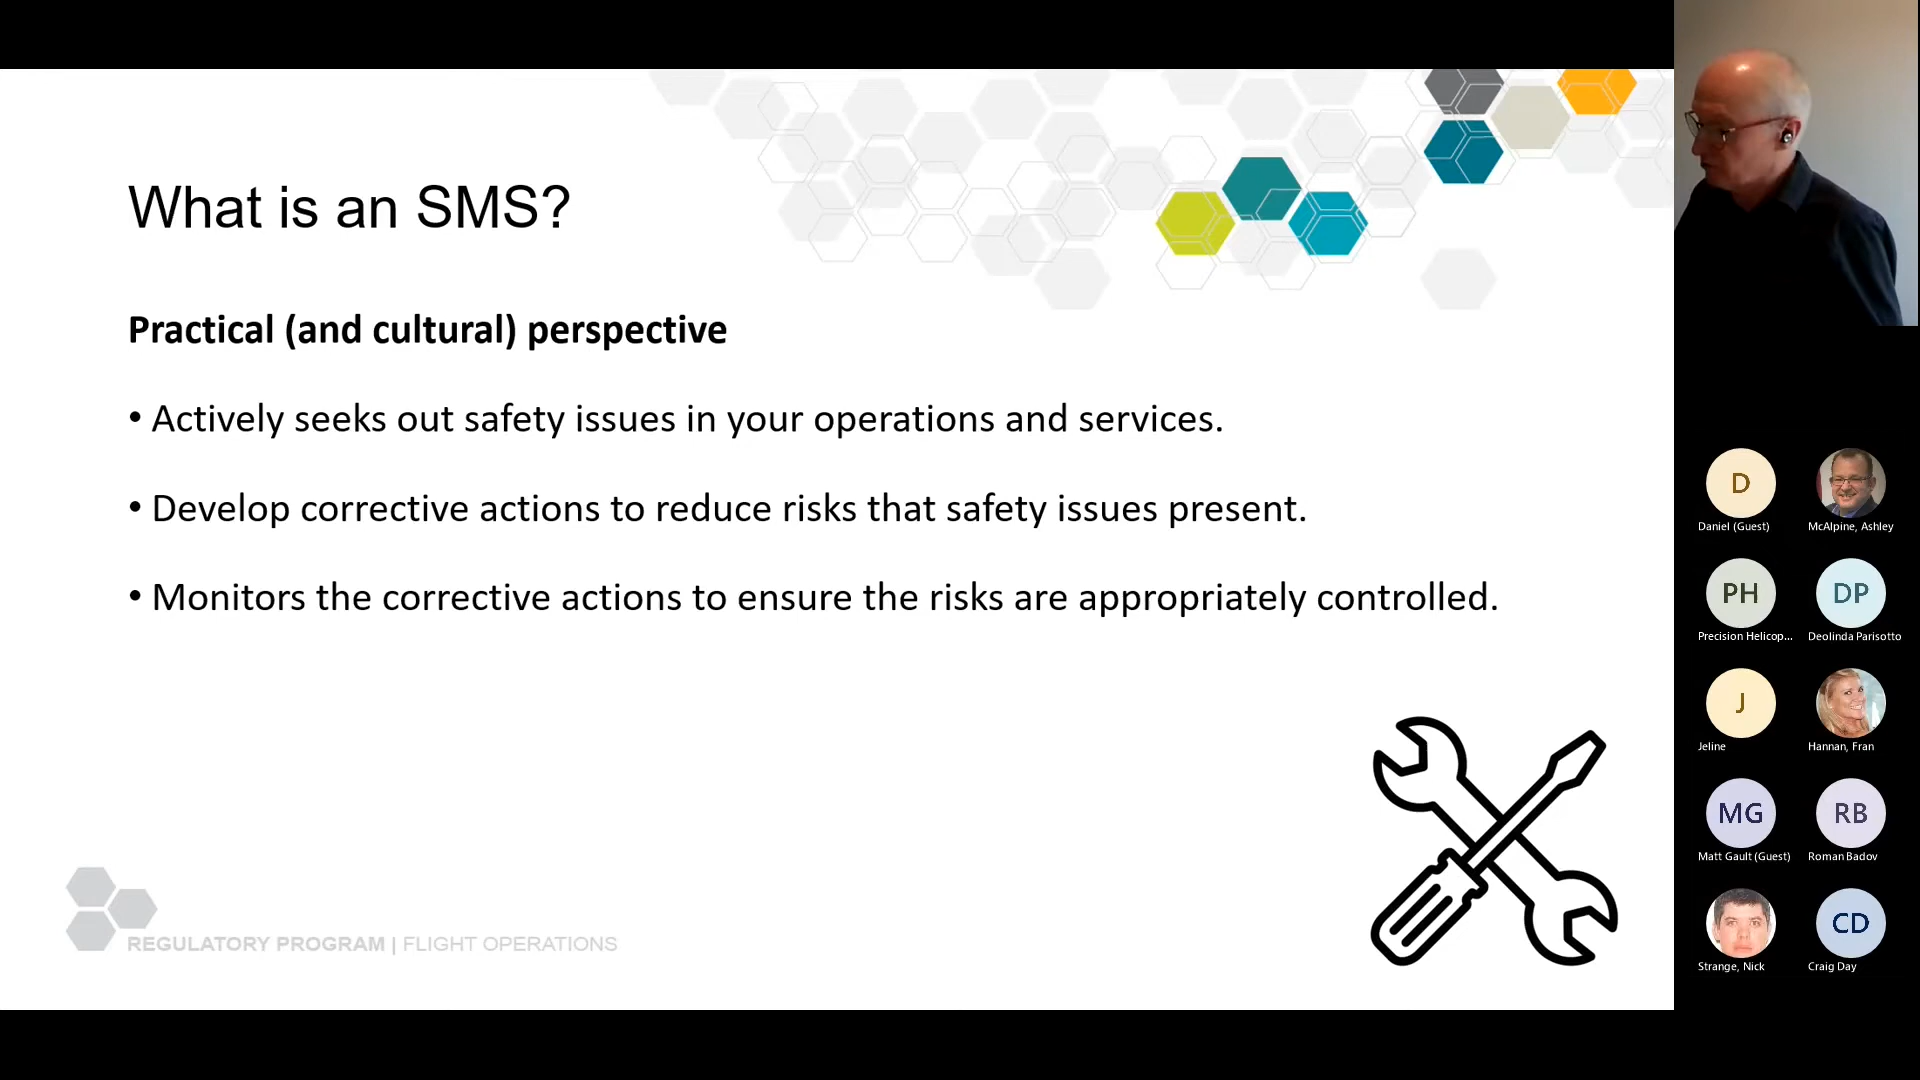 What is an SMS?
Practical (and cultural) perspective
• Actively seeks out safety issues in your operations and services.
• Develop corrective actions to reduce risks that safety issues present.
• Monitors the corrective actions to ensure the risks are appropriately controlled.
REGULATORY PROGRAM | FLIGHT OPERATIONS
D
Daniel (Guest)
McAlpine, Ashley
PH
DP
Precision Helicop...
Deolinda Parisotto
J
Jeline
Hannan, Fran
MG
RB
Matt Gault (Guest)
Roman Badov
CD
Strange, Nick
Craig Day